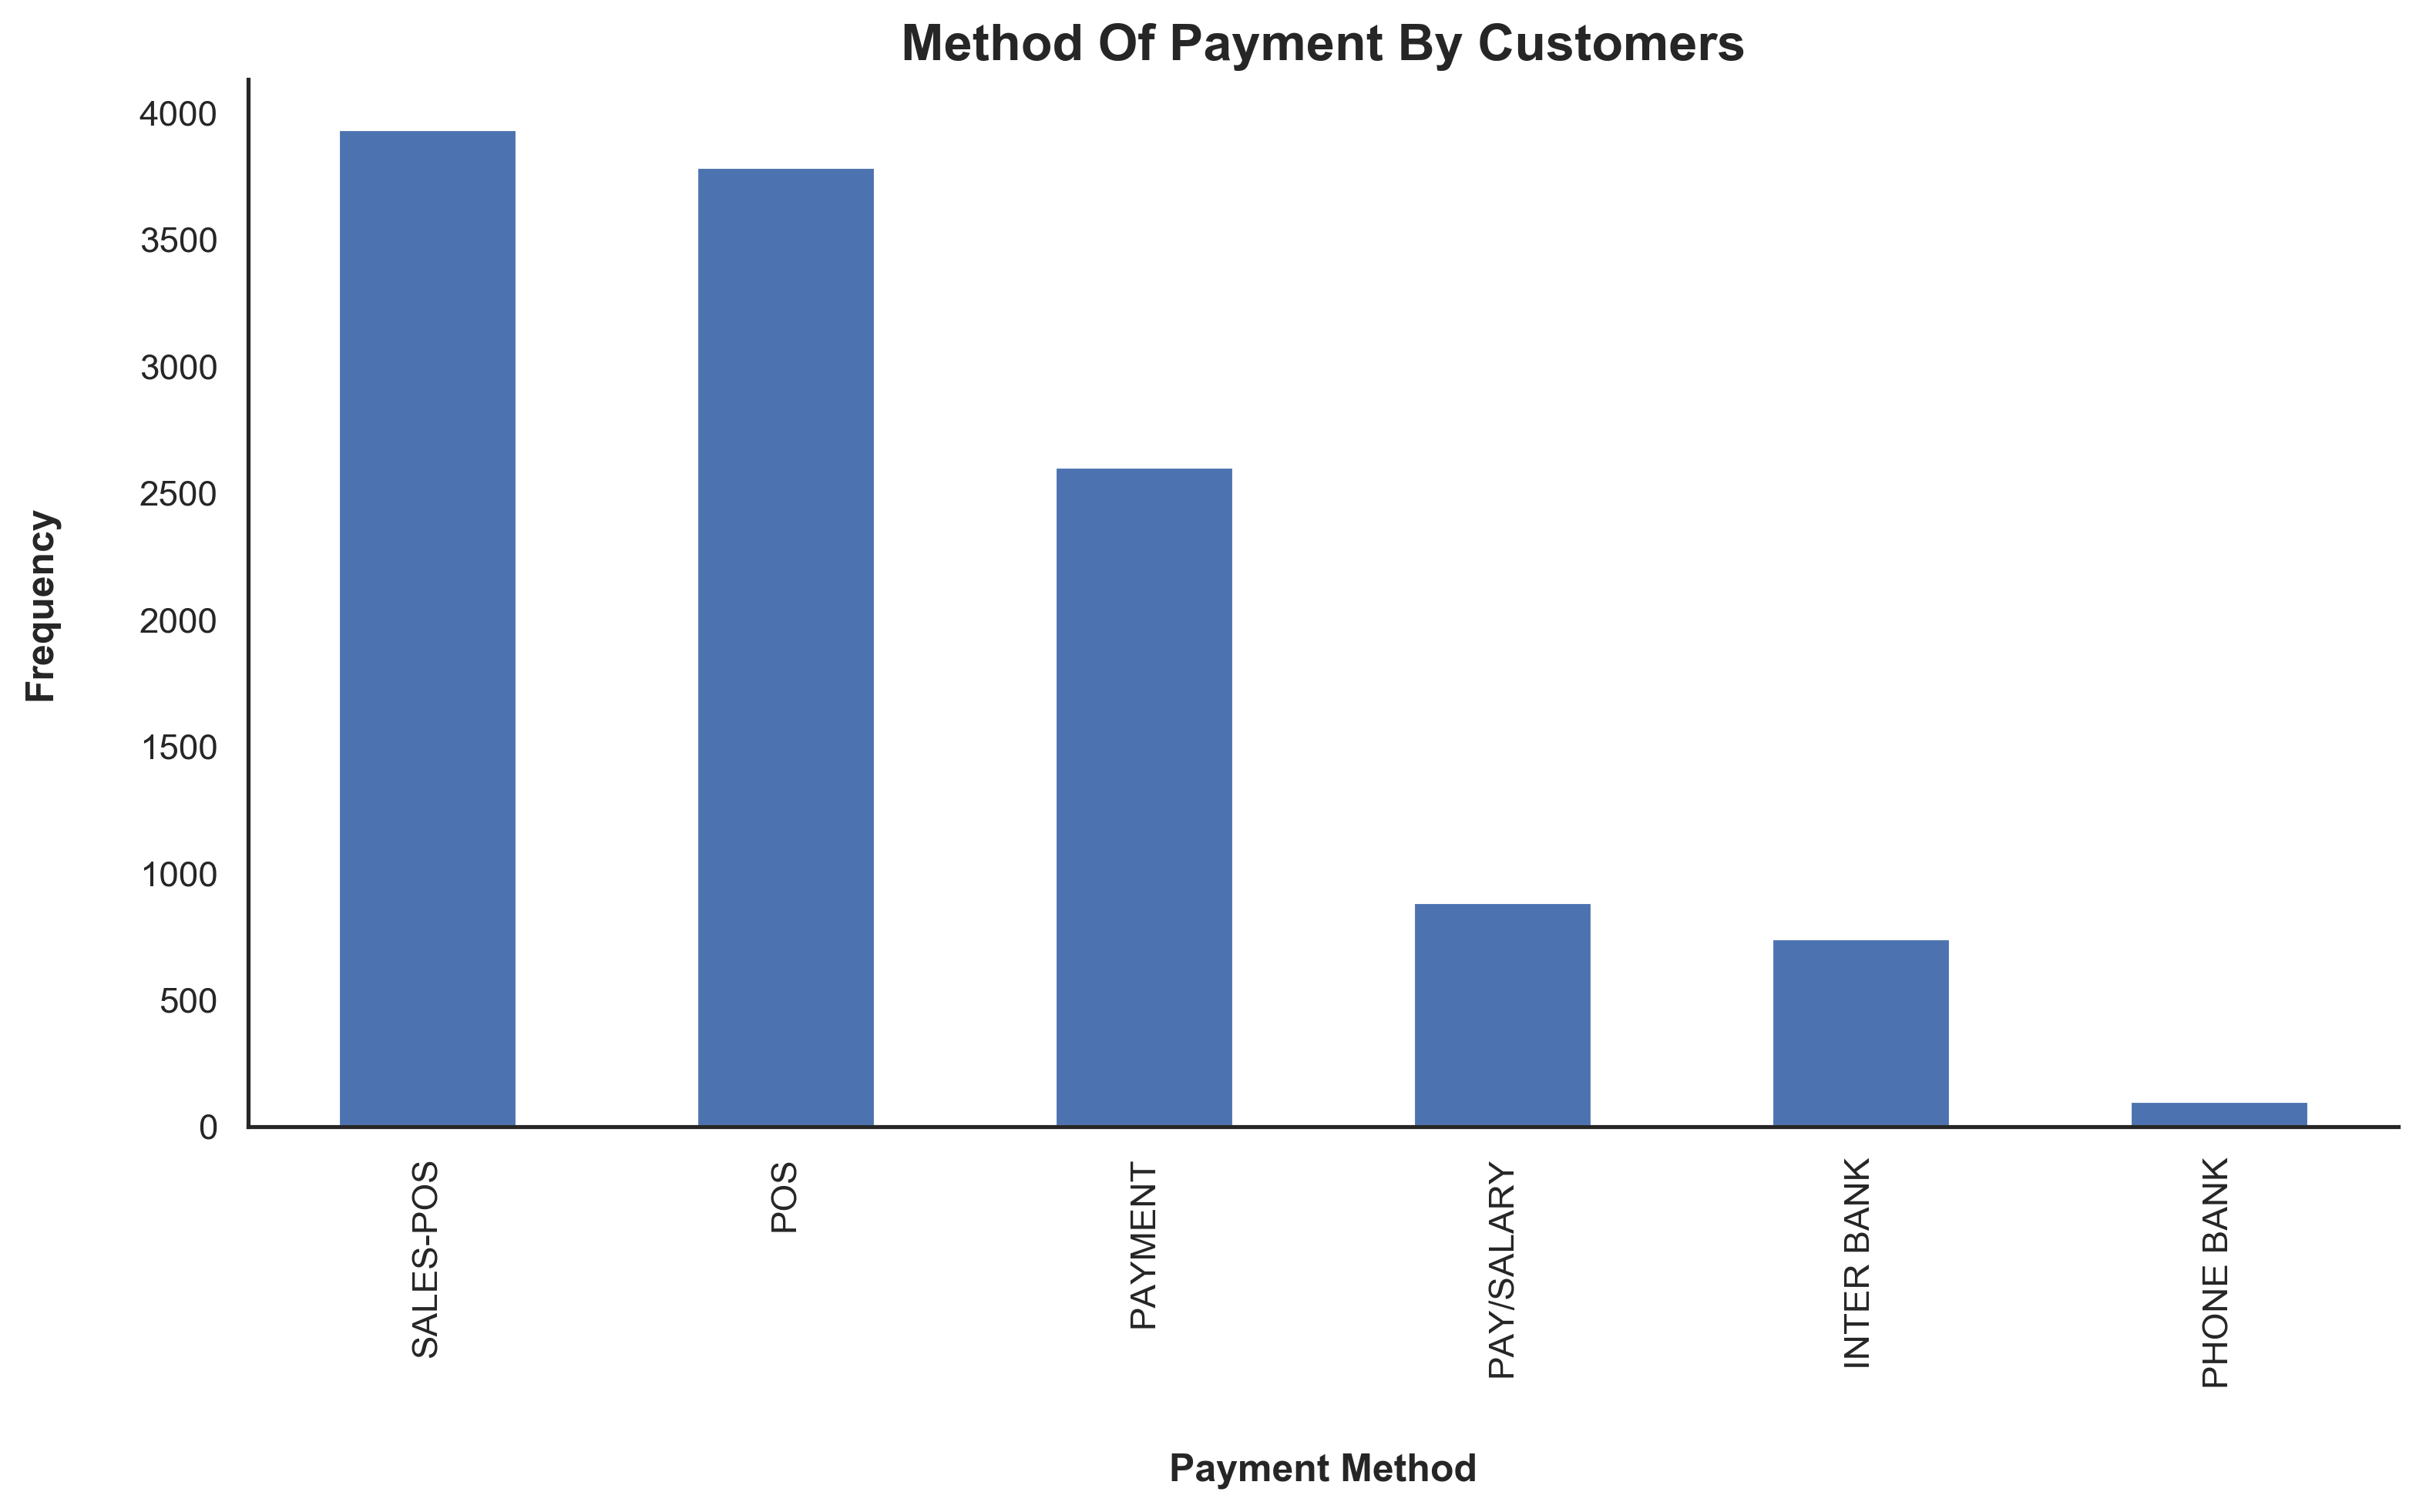 Method Of Payment By Customers
4000
3500
3000
2500
2000
1500
1000
500
0
Frequency
SALES-POS
POS
PAYMENT
PAY/SALARY
INTER BANK
PHONE BANK
Payment Method